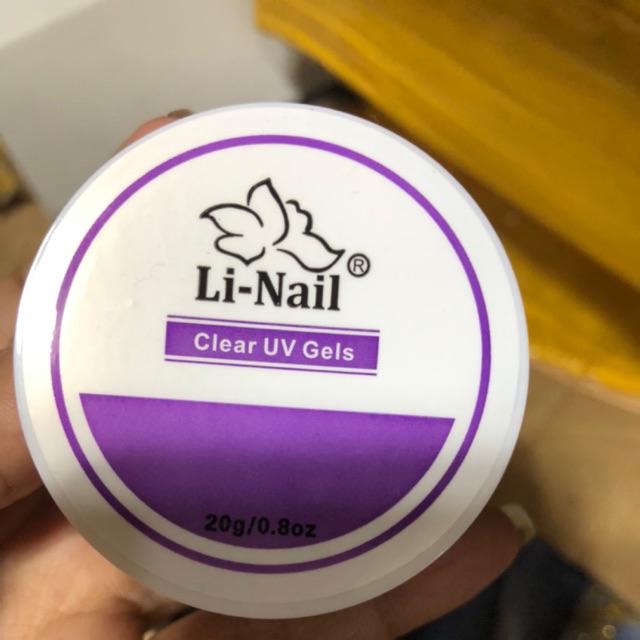 Li-Nail®
Clear UV Gels
20g/0.8oz